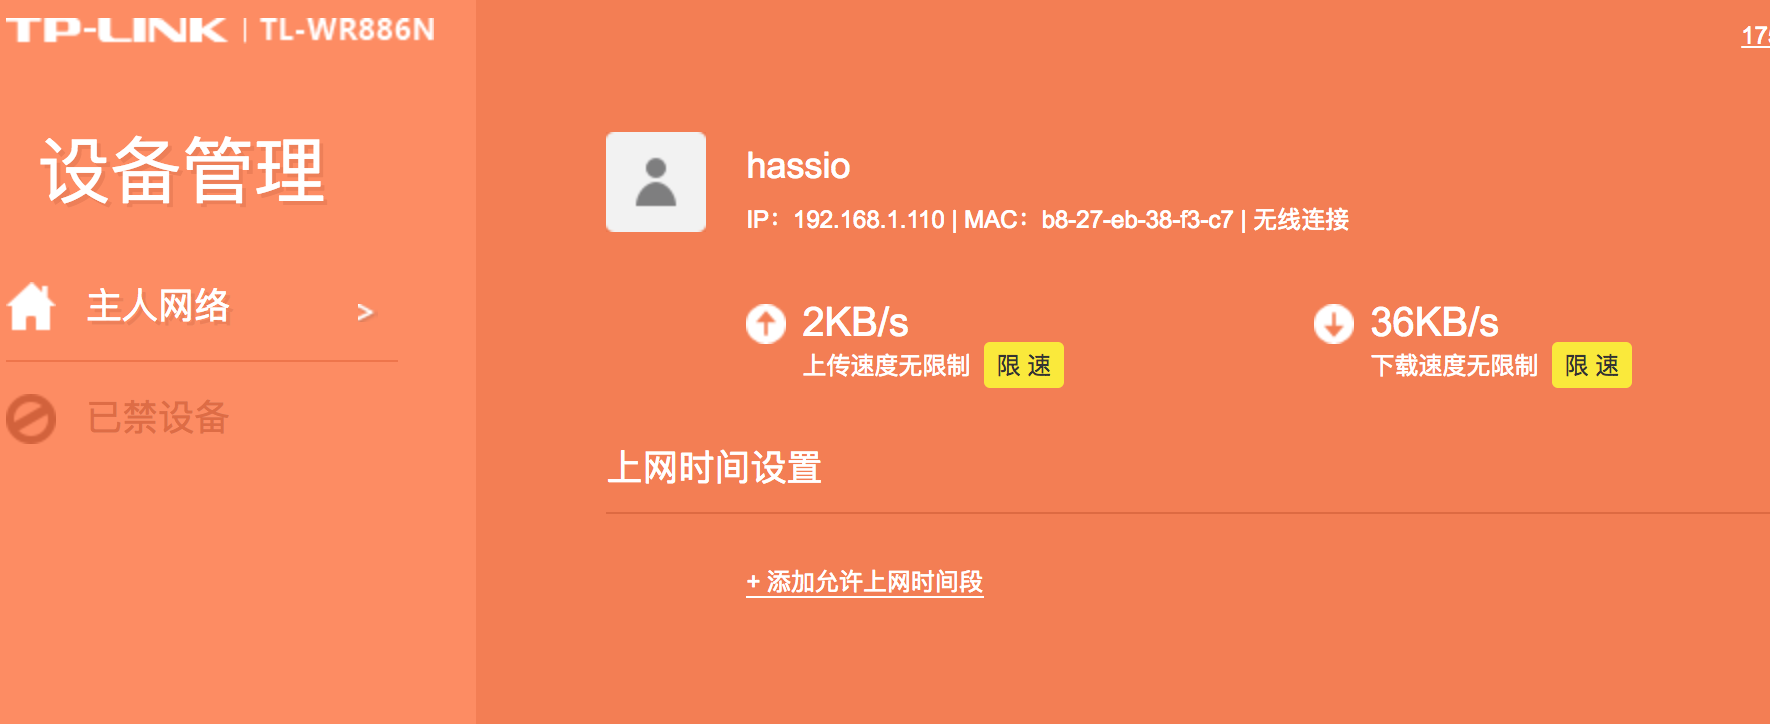 TP-LINK | TL-WR886N
设备管理
主人网络 >
已禁设备
hassio
IP：192.168.1.110 | MAC：b8-27-eb-38-f3-c7 | 无线连接
2KB/s
上传速度无限制 限 速
36KB/s
下载速度无限制 限 速
上网时间设置
+ 添加允许上网时间段